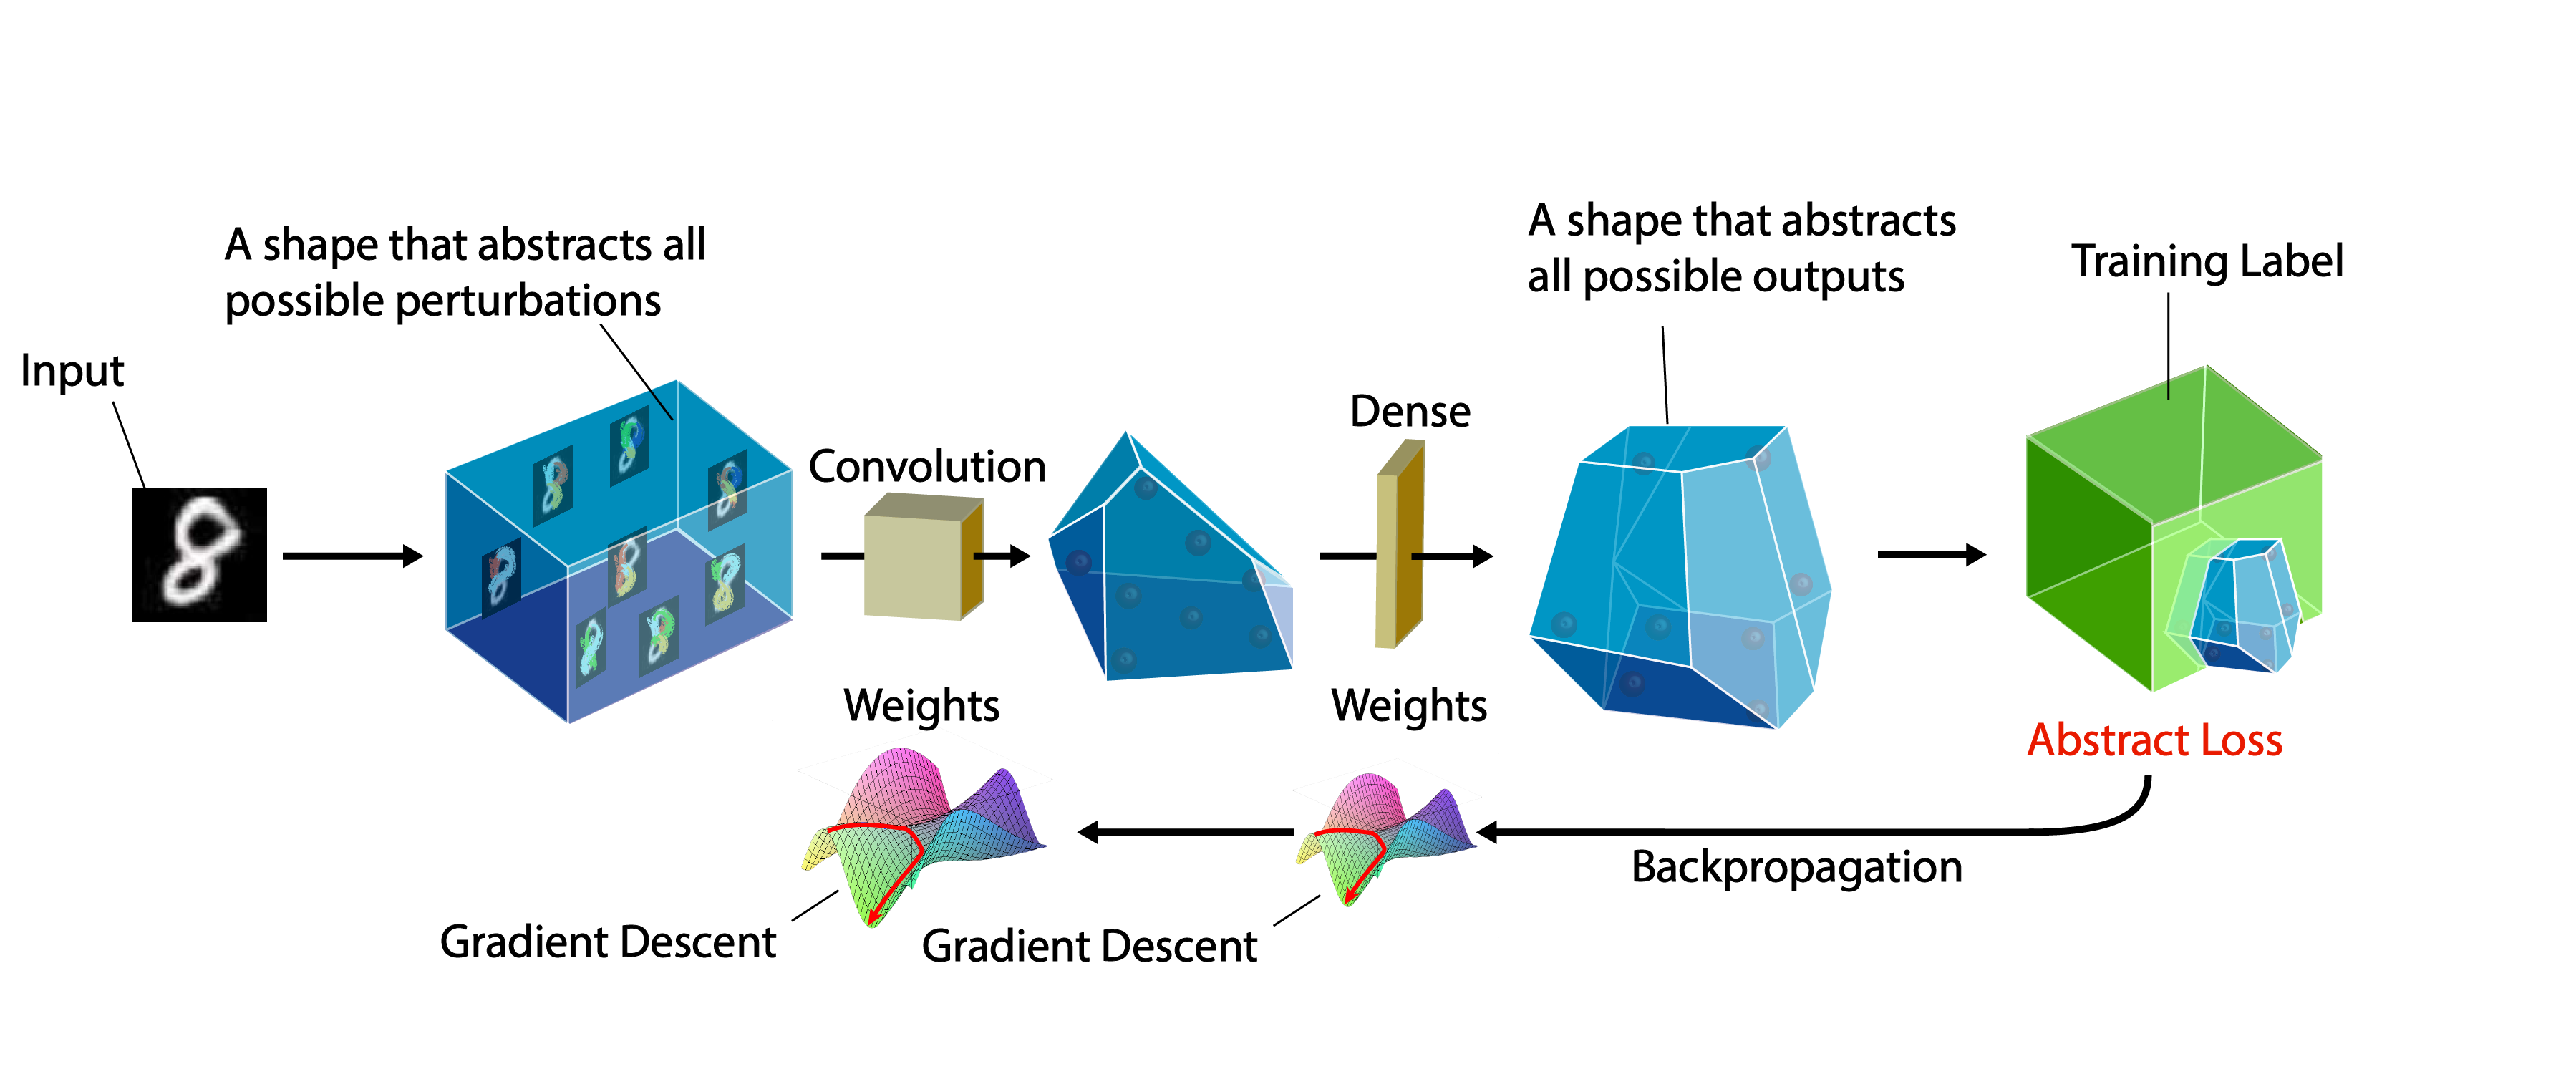 Input
A shape that abstracts all
possible perturbations
Convolution
Dense
A shape that abstracts
all possible outputs
Training Label
Weights
Weights
Abstract Loss
Backpropagation
Gradient Descent
Gradient Descent